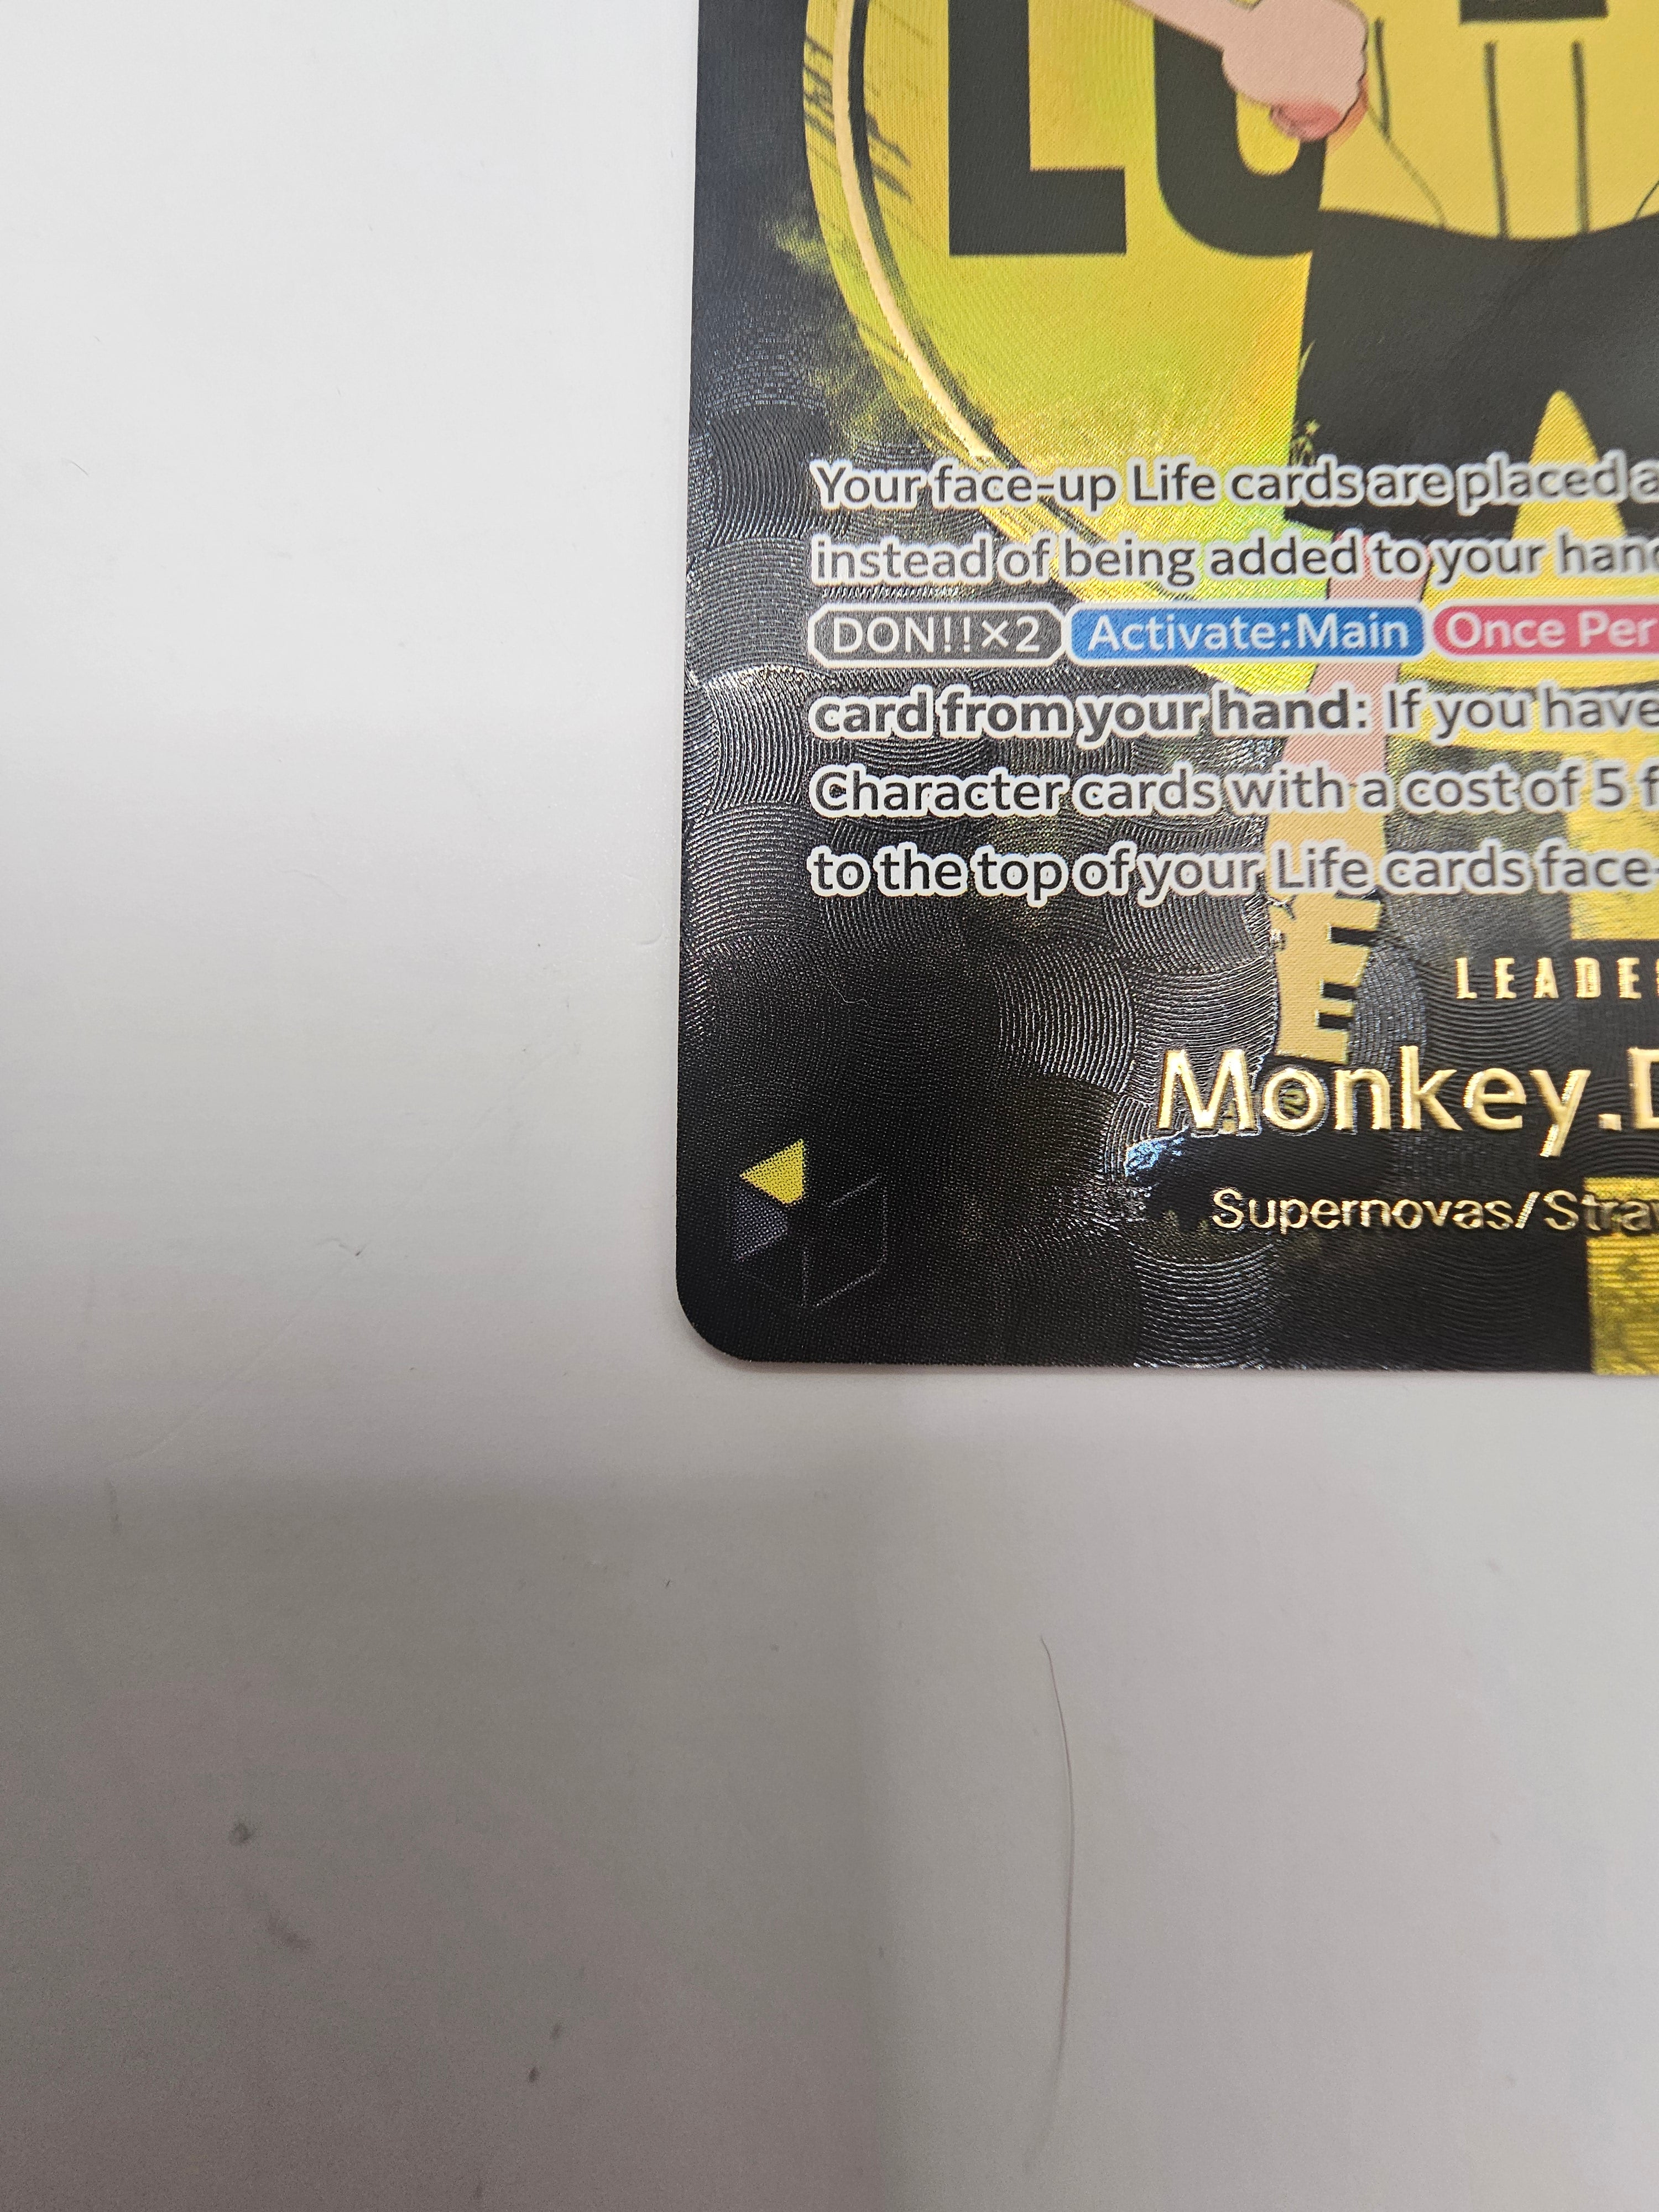 LU
Your face-up Life cards are placed a
instead of being added to your hand
DON!!×2 Activate:Main Once Per
card from your hand: If you have
Character cards with a cost of 5 f
to the top of your Life cards face-
LEADE
Monkey.D
Supernovas/Straw